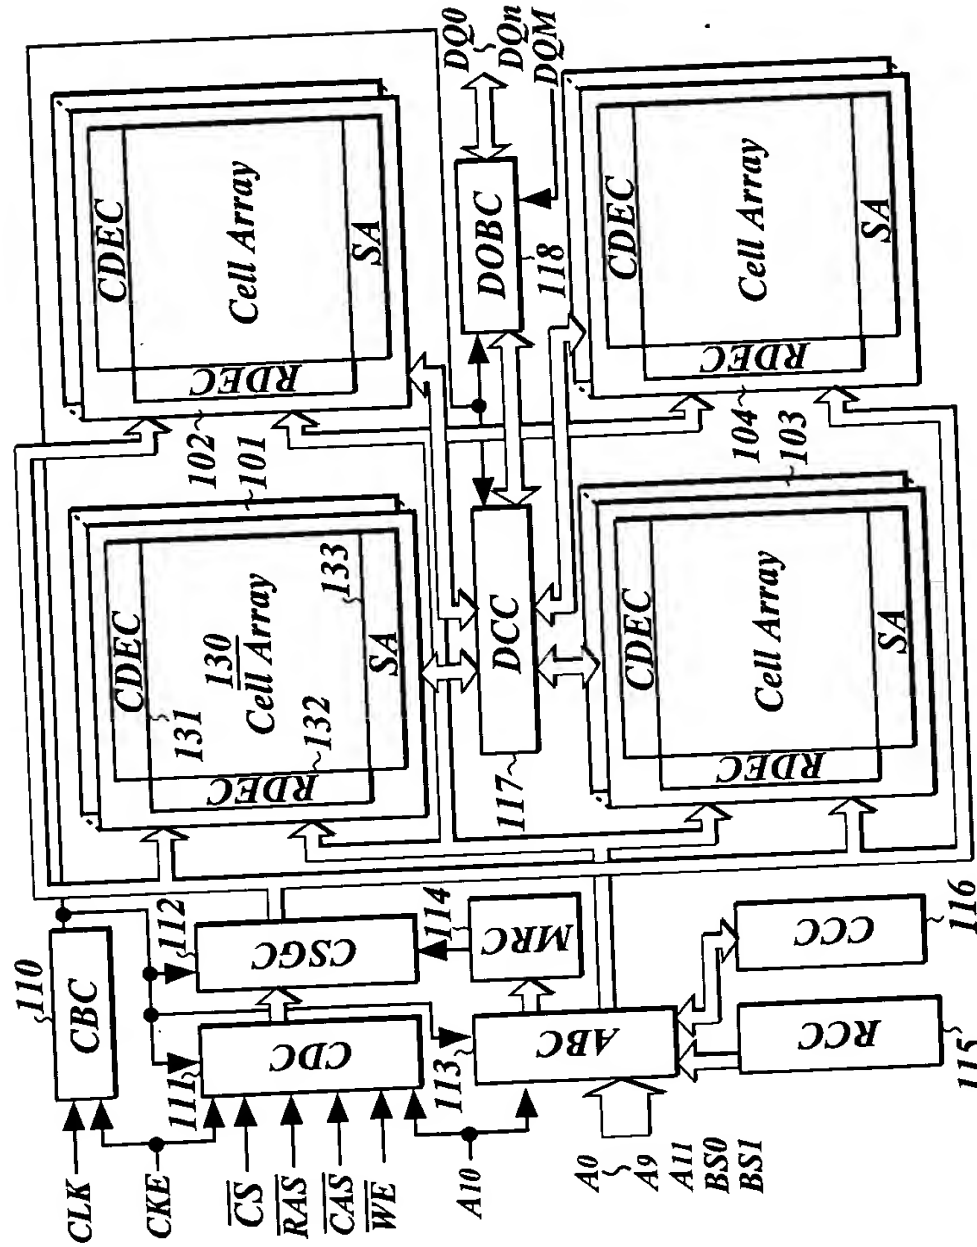 CLK
CKE
CS
RAS
CAS
WE
A10
A0
A9
A11
BS0
BS1
110
CBC
111
CDC
112
CSGC
113
ABC
114
MRC
RCC
115
CCC
116
CDEC
131
130
Cell Array
RDEC
132
133
SA
101
102
CDEC
Cell Array
RDEC
SA
DCC
117
DOBC
118
DQ0
DQn
DQM
CDEC
Cell Array
RDEC
SA
103
104
CDEC
Cell Array
RDEC
SA